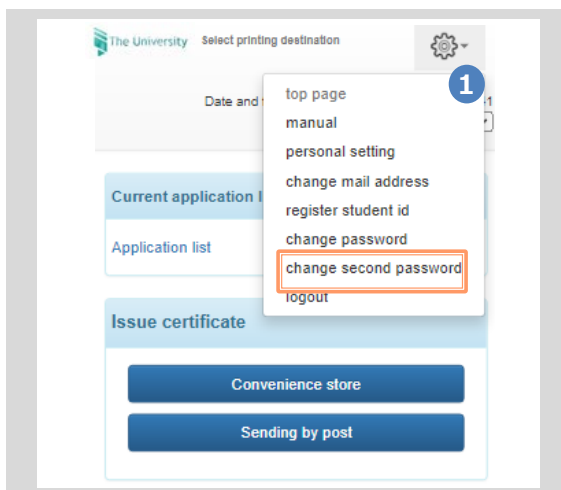 The University Select printing destination
1
Date and
top page
manual
personal setting
change mail address
register student id
change password
change second password
logout
Current application
Application list
Issue certificate
Convenience store
Sending by post